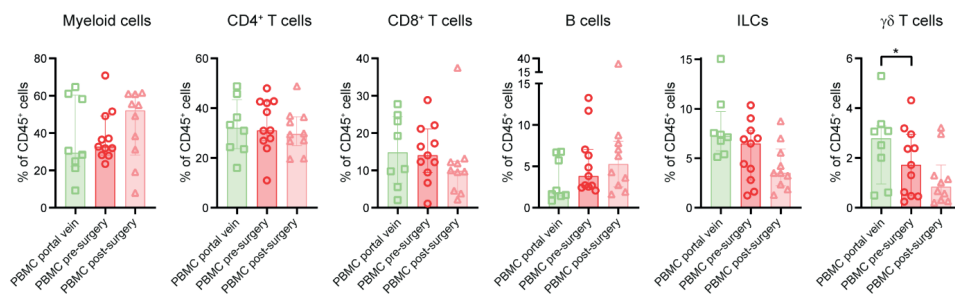 Myeloid cells
% of CD45⁺ cells
80
60
40
20
0
PBMC portal vein
PBMC pre-surgery
PBMC post-surgery
CD4⁺ T cells
% of CD45⁺ cells
60
40
20
0
PBMC portal vein
PBMC pre-surgery
PBMC post-surgery
CD8⁺ T cells
% of CD45⁺ cells
40
30
20
10
0
PBMC portal vein
PBMC pre-surgery
PBMC post-surgery
B cells
% of CD45⁺ cells
40
15
15
10
5
0
PBMC portal vein
PBMC pre-surgery
PBMC post-surgery
ILCs
% of CD45⁺ cells
15
10
5
0
PBMC portal vein
PBMC pre-surgery
PBMC post-surgery
γδ T cells
% of CD45⁺ cells
6
4
2
0
*
PBMC portal vein
PBMC pre-surgery
PBMC post-surgery